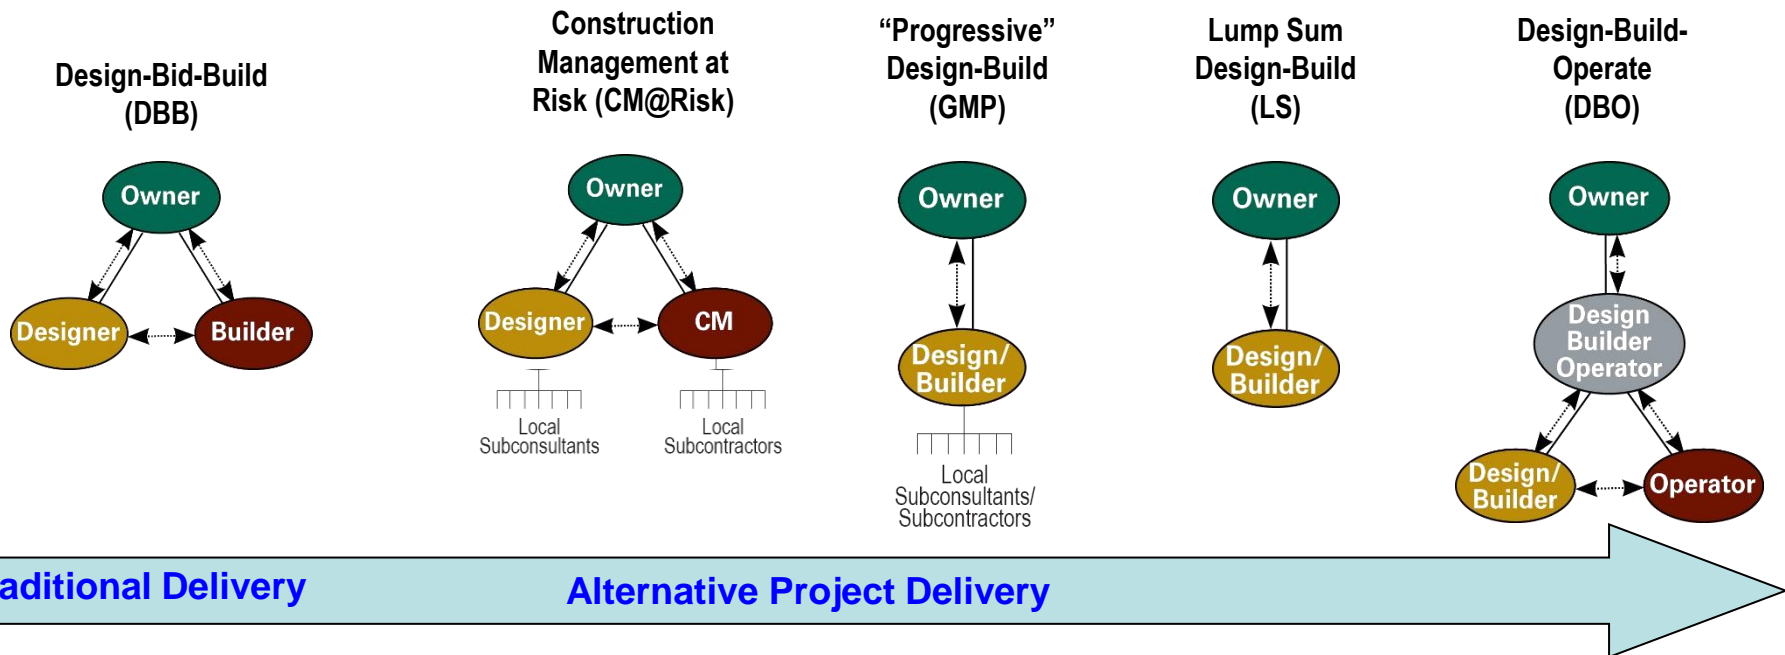 Design-Bid-Build
(DBB)
Construction
Management at
Risk (CM@Risk)
“Progressive”
Design-Build
(GMP)
Lump Sum
Design-Build
(LS)
Design-Build-
Operate
(DBO)
Owner
Designer
Builder
Owner
Designer
CM
Local
Subconsultants
Local
Subcontractors
Owner
Design/
Builder
Local
Subconsultants/
Subcontractors
Owner
Design/
Builder
Owner
Design
Builder
Operator
Design/
Builder
Operator
aditional Delivery
Alternative Project Delivery